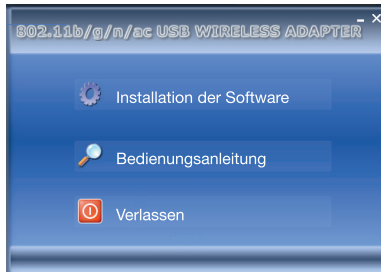 802.11b/g/n/ac USB WIRELESS ADAPTER
Installation der Software
Bedienungsanleitung
Verlassen